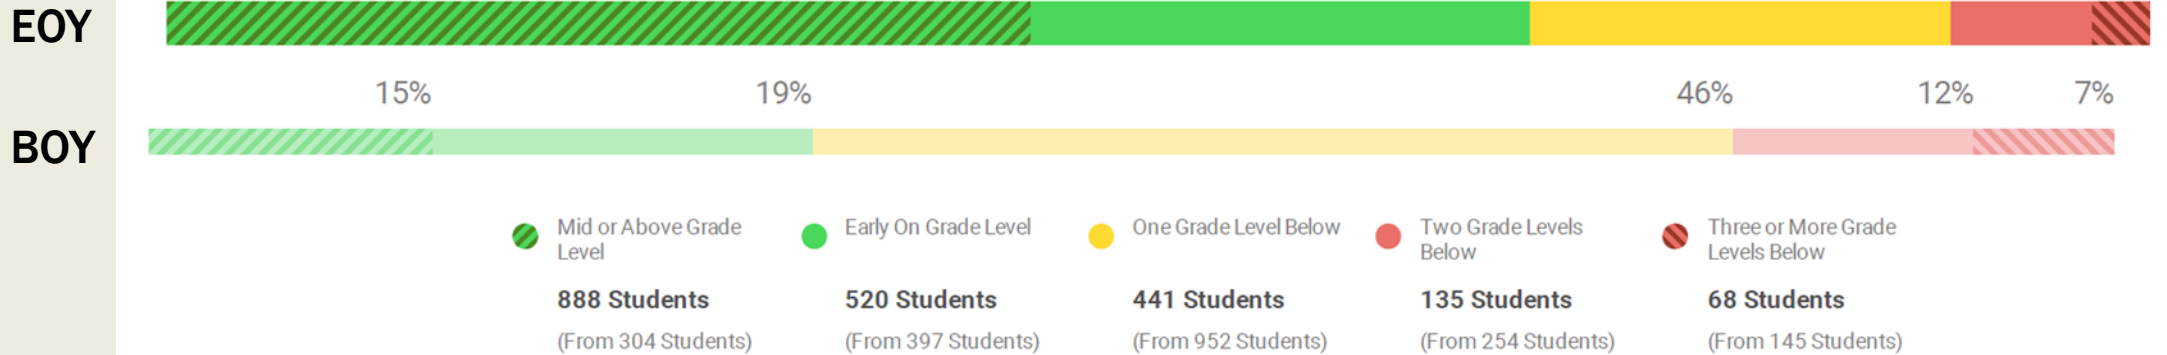 EOY
15% 19% 46% 12% 7%
BOY
Mid or Above Grade
Level
888 Students
(From 304 Students)
Early On Grade Level
520 Students
(From 397 Students)
One Grade Level Below
441 Students
(From 952 Students)
Two Grade Levels
Below
135 Students
(From 254 Students)
Three or More Grade
Levels Below
68 Students
(From 145 Students)